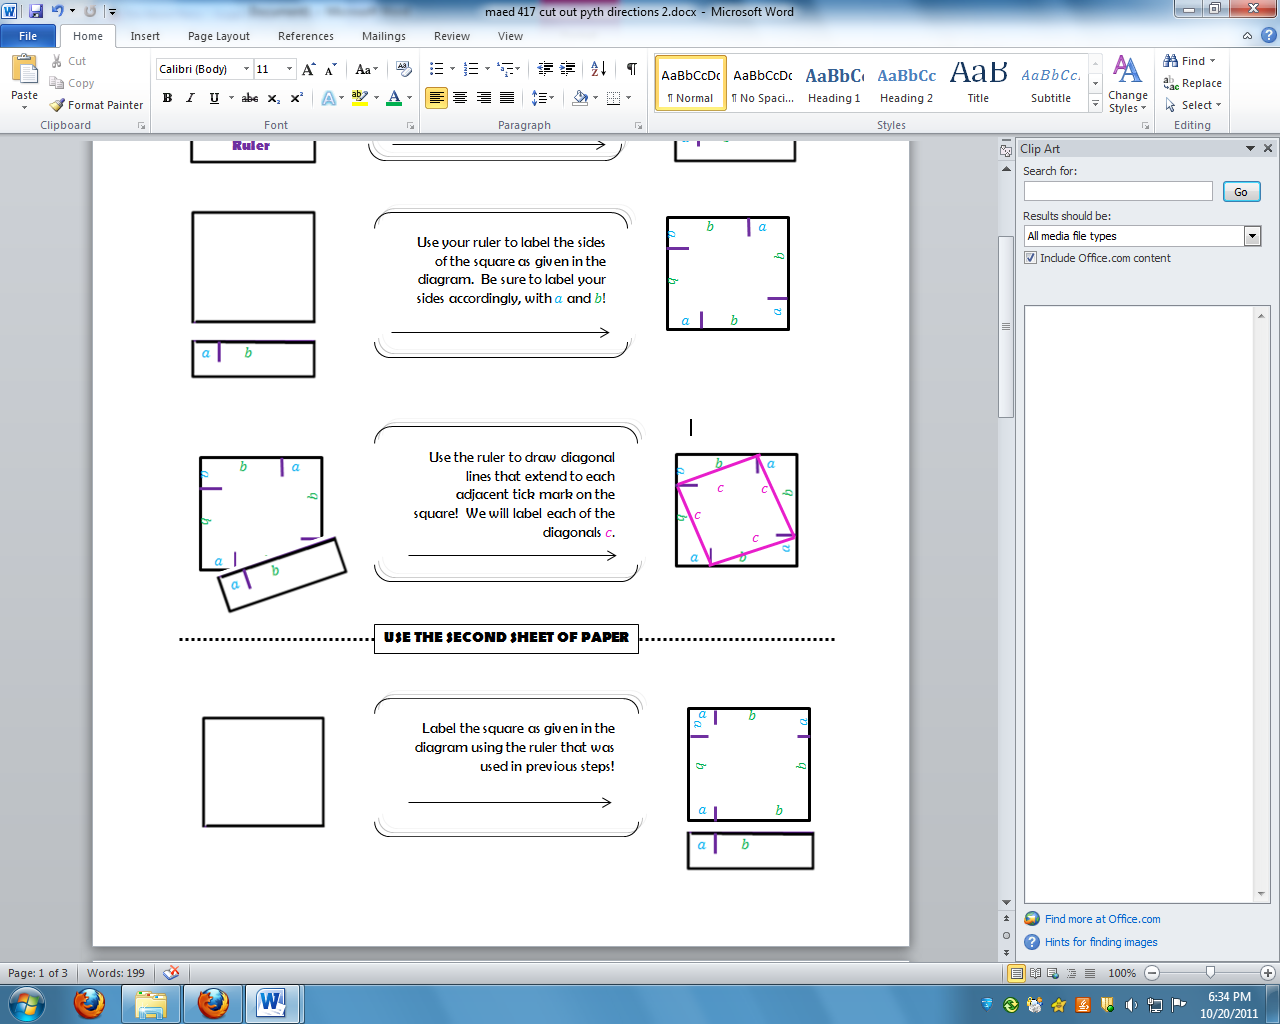 maed 417 cut out pyth directions 2.docx - Microsoft Word
File Home Insert Page Layout References Mailings Review View
Paste
Cut
Copy
Format Painter
Clipboard
Calibri (Body) 11
Font
Paragraph
AaBbCcDc AaBbCcDc AaBbCc AaBbCc AaB AaBbCc.
¶ Normal ¶ No Spaci... Heading 1 Heading 2 Title Subtitle
Change Styles
Styles
Find
Replace
Select
Editing
Ruler
Use your ruler to label the sides
of the square as given in the
diagram. Be sure to label your
sides accordingly, with a and b!
b a
a b
b a
a b
a b
Use the ruler to draw diagonal
lines that extend to each
adjacent tick mark on the
square! We will label each of the
diagonals c.
b a
a b
b
a
a b
b a
a b
c c
c b
c a
a b
USE THE SECOND SHEET OF PAPER
Label the square as given in the
diagram using the ruler that was
used in previous steps!
a b
a a
b b
a b
a b
Clip Art
Search for:
Go
Results should be:
All media file types
Include Office.com content
Find more at Office.com
Hints for finding images
Page: 1 of 3 Words: 199
100%
6:34 PM
10/20/2011